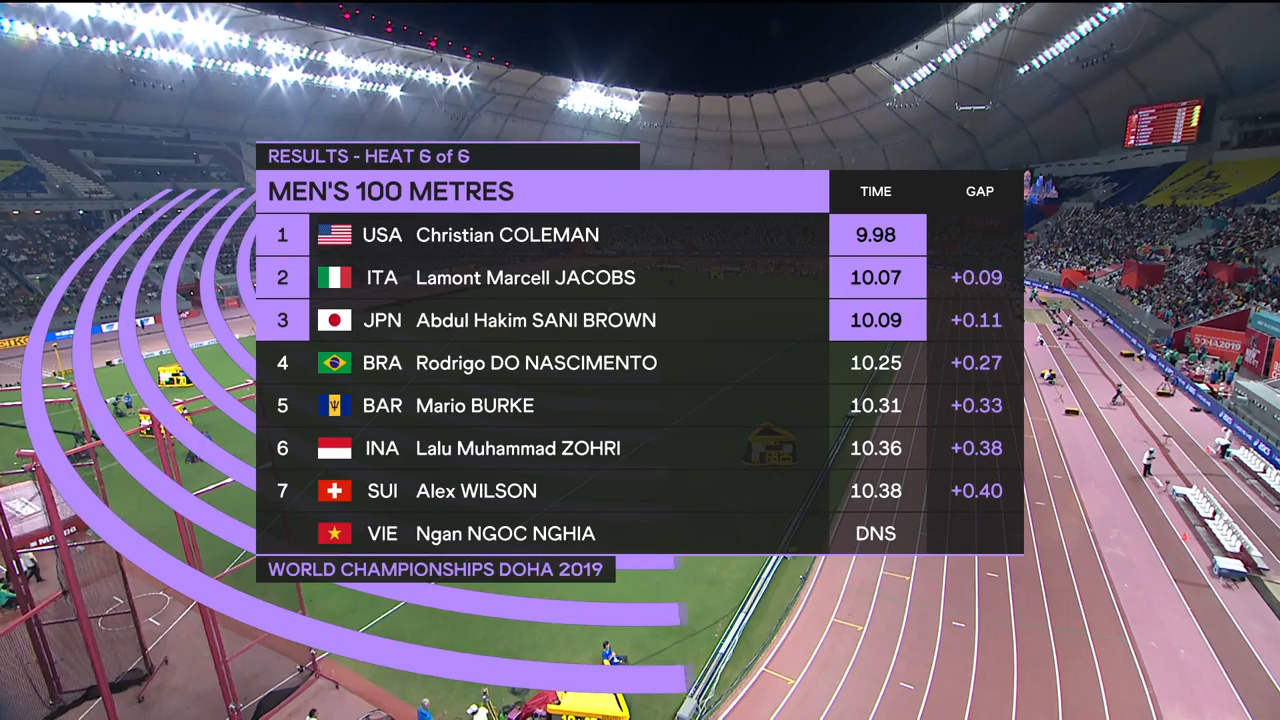 RESULTS - HEAT 6 of 6
MEN'S 100 METRES TIME GAP
1 USA Christian COLEMAN 9.98
2 ITA Lamont Marcell JACOBS 10.07 +0.09
3 JPN Abdul Hakim SANI BROWN 10.09 +0.11
4 BRA Rodrigo DO NASCIMENTO 10.25 +0.27
5 BAR Mario BURKE 10.31 +0.33
6 INA Lalu Muhammad ZOHRI 10.36 +0.38
7 SUI Alex WILSON 10.38 +0.40
VIE Ngan NGOC NGHIA DNS
WORLD CHAMPIONSHIPS DOHA 2019
DOHA2019